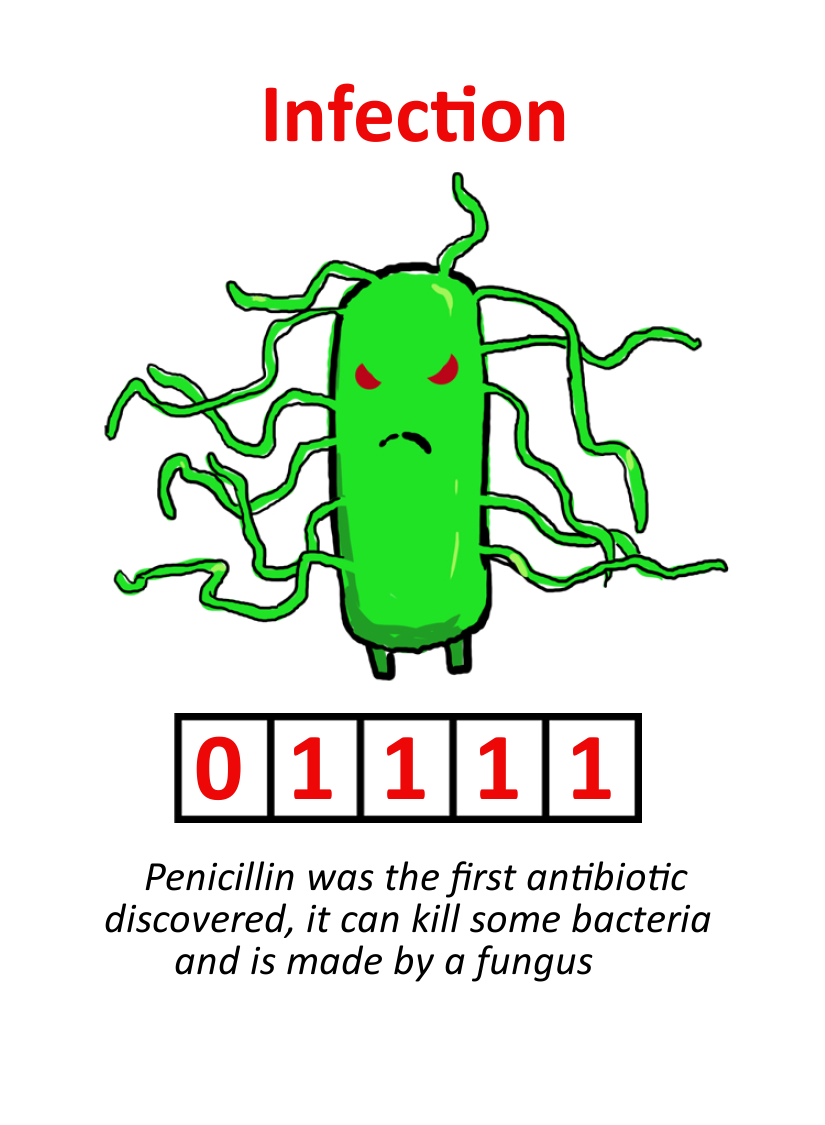 Infection
0 1 1 1 1
Penicillin was the first antibiotic
discovered, it can kill some bacteria
and is made by a fungus